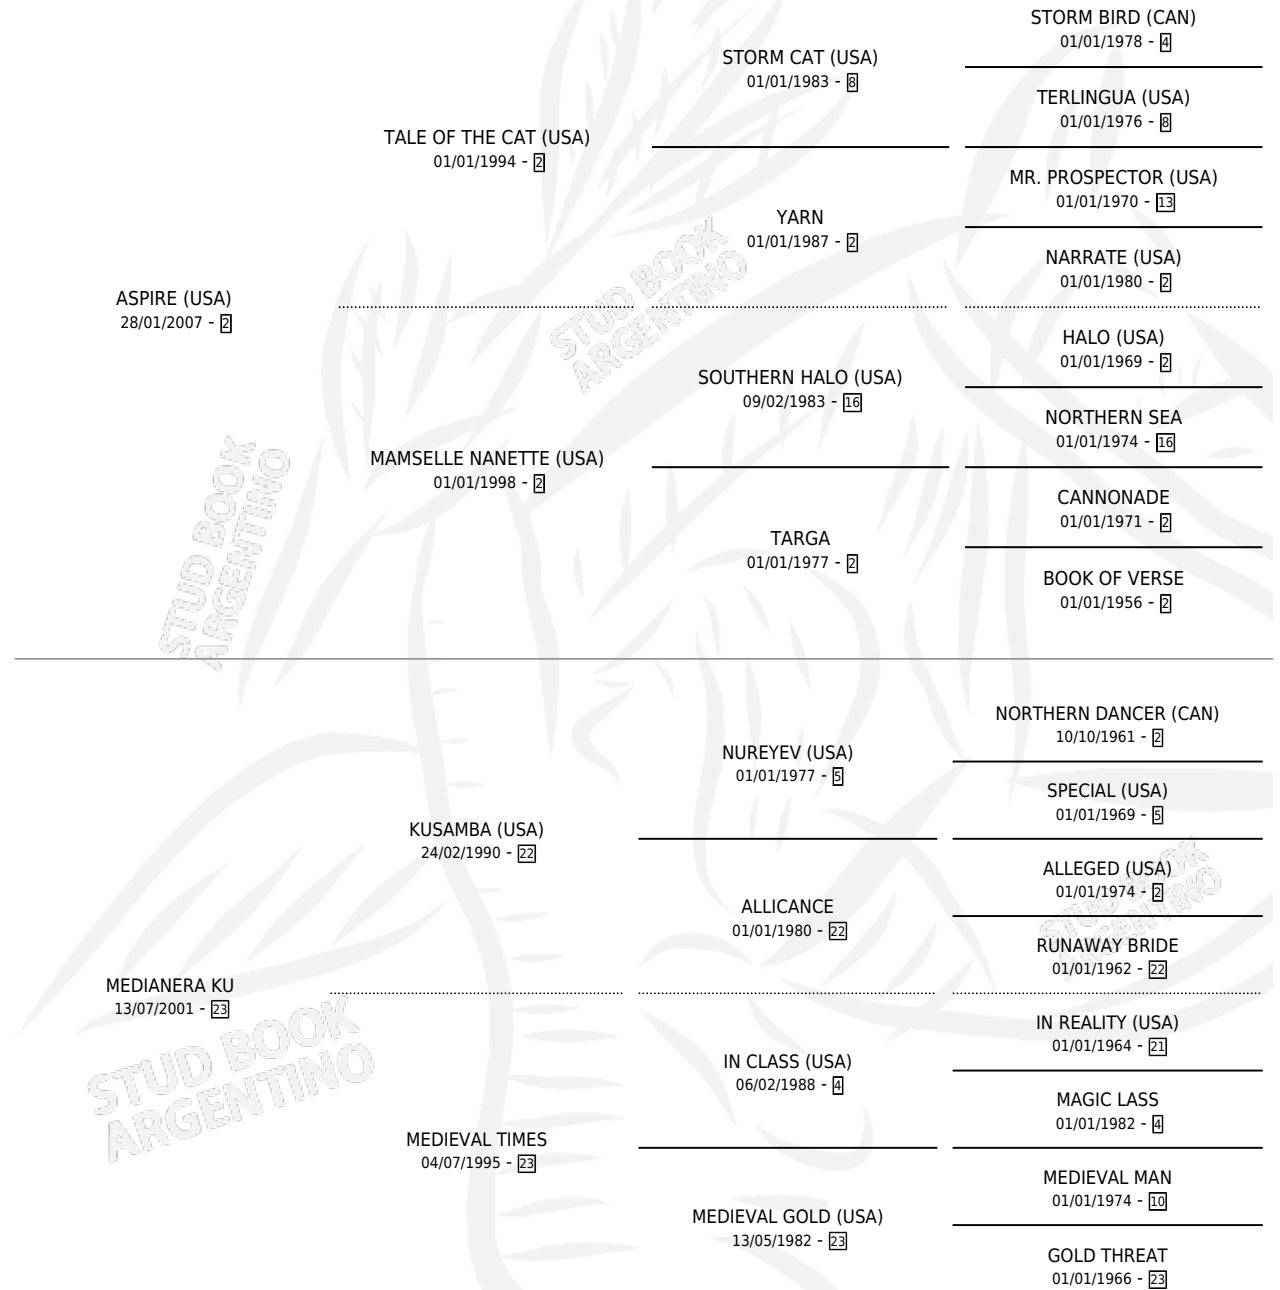 STORM BIRD (CAN)
01/01/1978 - 4
STORM CAT (USA)
01/01/1983 - 8
TERLINGUA (USA)
01/01/1976 - 8
TALE OF THE CAT (USA)
01/01/1994 - 2
MR. PROSPECTOR (USA)
01/01/1970 - 13
YARN
01/01/1987 - 2
NARRATE (USA)
01/01/1980 - 2
ASPIRE (USA)
28/01/2007 - 2
STUD BOOK
ARGENTINO
HALO (USA)
01/01/1969 - 2
SOUTHERN HALO (USA)
09/02/1983 - 16
NORTHERN SEA
01/01/1974 - 16
MAMSELLE NANETTE (USA)
01/01/1998 - 2
CANNONADE
01/01/1971 - 2
TARGA
01/01/1977 - 2
BOOK OF VERSE
01/01/1956 - 2
STUD BOOK
ARGENTINO
NORTHERN DANCER (CAN)
10/10/1961 - 2
NUREYEV (USA)
01/01/1977 - 5
SPECIAL (USA)
01/01/1969 - 5
KUSAMBA (USA)
24/02/1990 - 22
ALLEGED (USA)
01/01/1974 - 2
ALLICANCE
01/01/1980 - 22
RUNAWAY BRIDE
01/01/1962 - 22
STUD BOOK
ARGENTINO
MEDIANERA KU
13/07/2001 - 23
IN REALITY (USA)
01/01/1964 - 21
IN CLASS (USA)
06/02/1988 - 4
MAGIC LASS
01/01/1982 - 4
STUD BOOK
ARGENTINO
MEDIEVAL TIMES
04/07/1995 - 23
MEDIEVAL MAN
01/01/1974 - 10
MEDIEVAL GOLD (USA)
13/05/1982 - 23
GOLD THREAT
01/01/1966 - 23